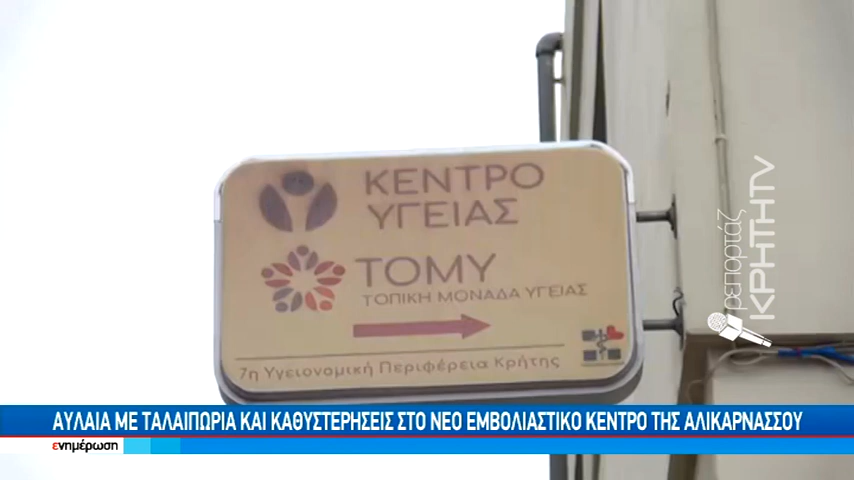 ΚΕΝΤΡΟ
ΥΓΕΙΑΣ
ΤΟΜΥ
ΤΟΠΙΚΗ ΜΟΝΑΔΑ ΥΓΕΙΑΣ
7η Υγειονομική Περιφέρεια Κρήτης
ρεπορτάζ
ΚΡΗΤΗTV
ΑΥΛΑΙΑ ΜΕ ΤΑΛΑΙΠΩΡΙΑ ΚΑΙ ΚΑΘΥΣΤΕΡΗΣΕΙΣ ΣΤΟ ΝΕΟ ΕΜΒΟΛΙΑΣΤΙΚΟ ΚΕΝΤΡΟ ΤΗΣ ΑΛΙΚΑΡΝΑΣΣΟΥ
ενημέρωση